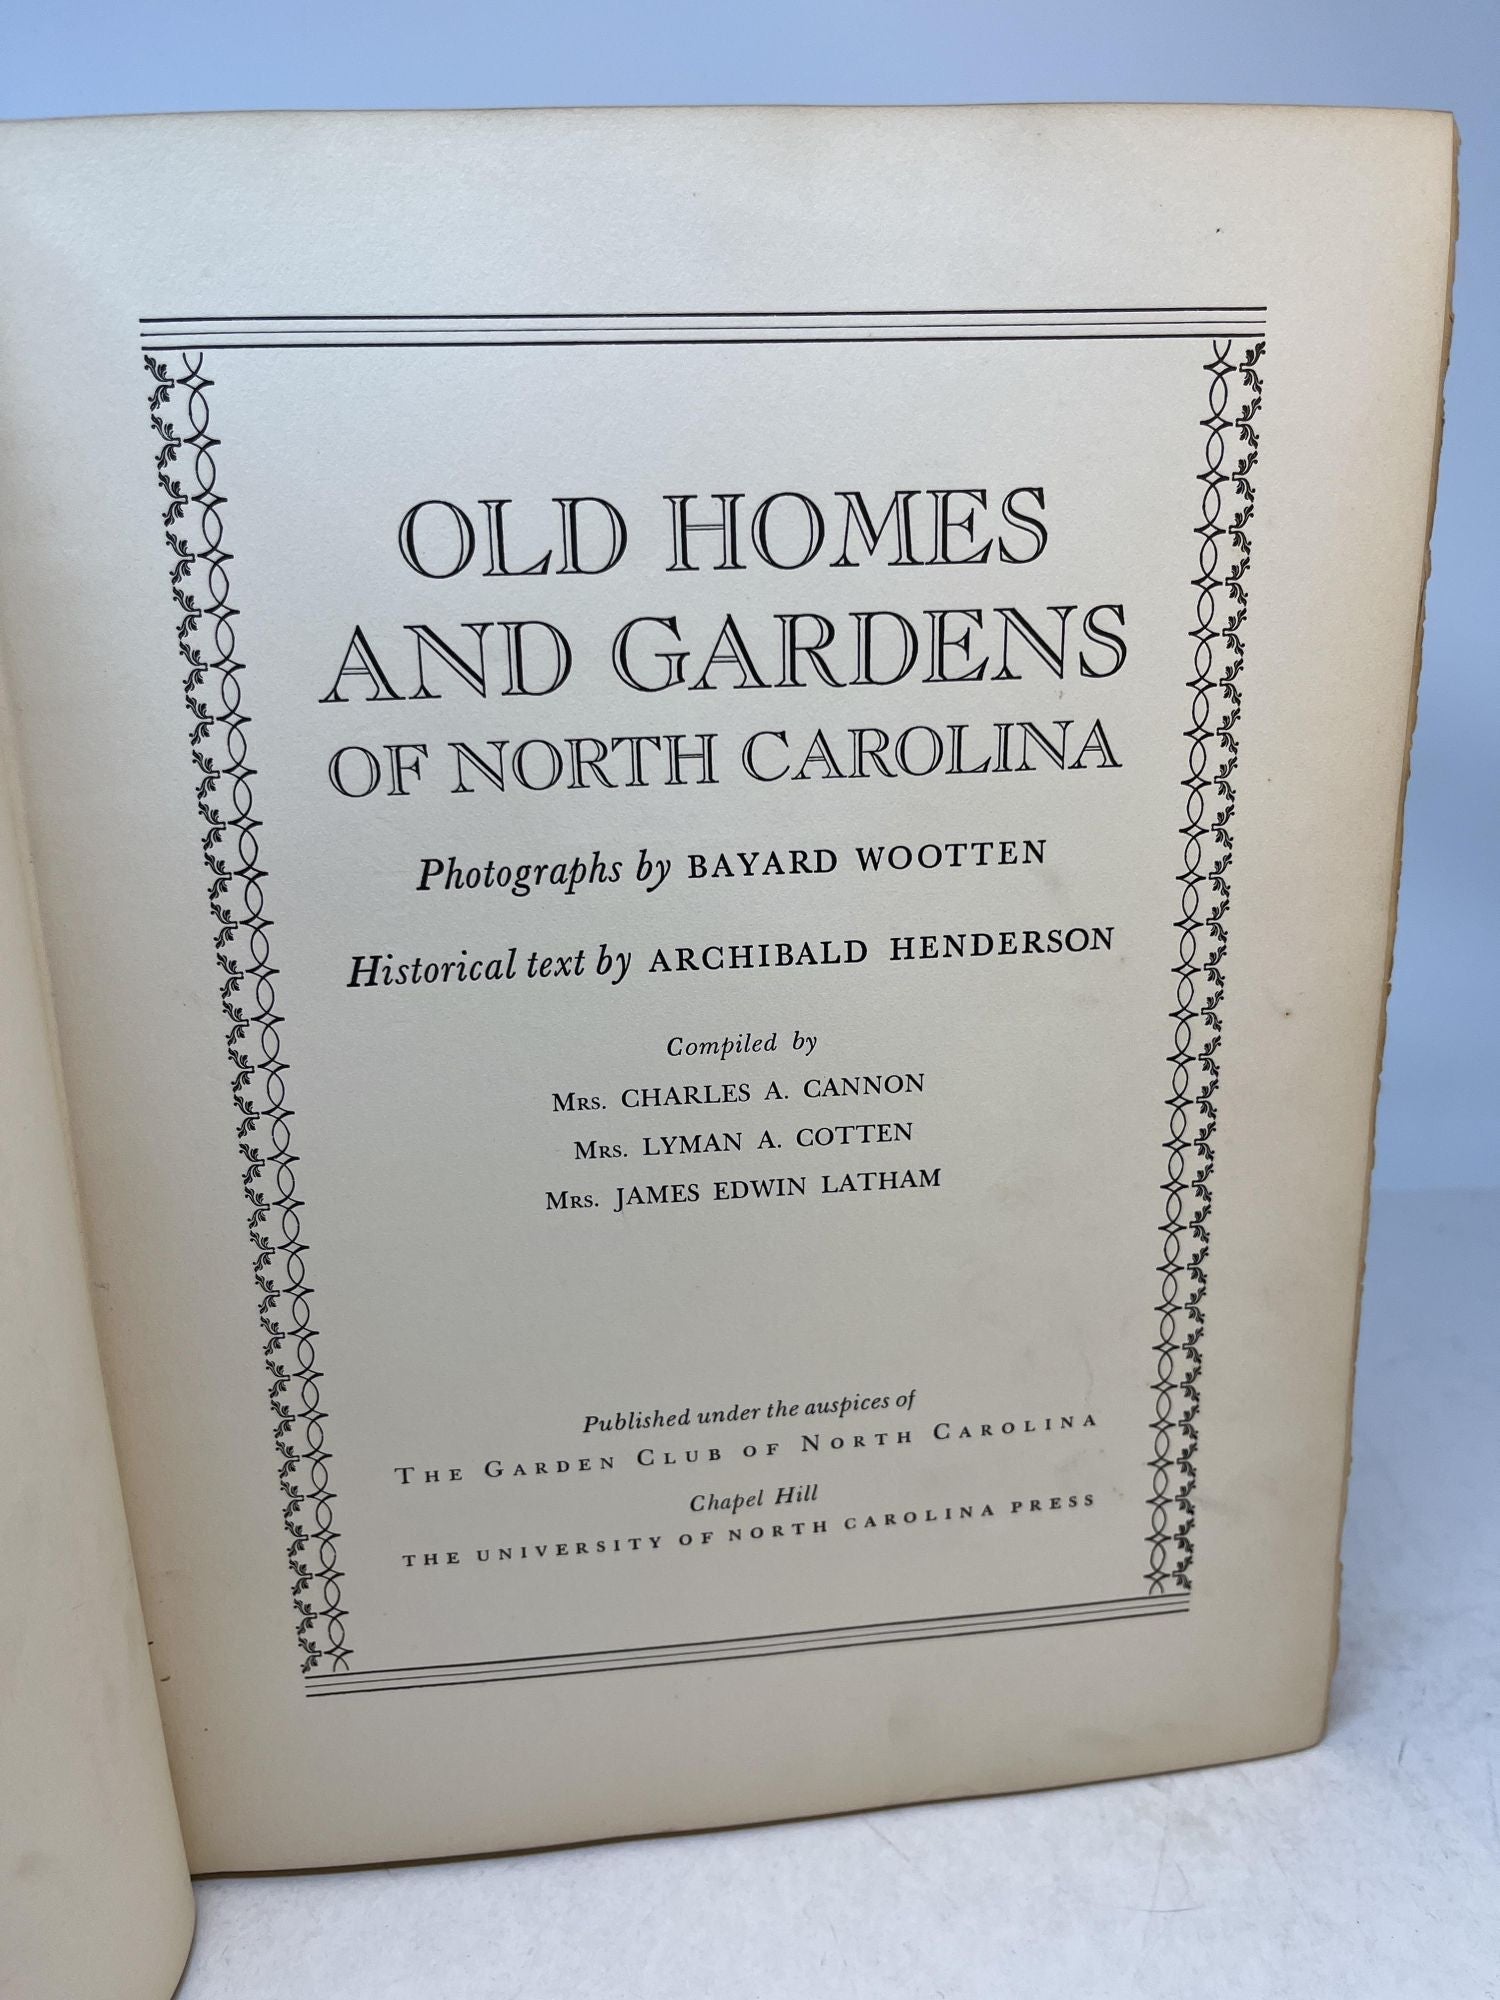 OLD HOMES
AND GARDENS
OF NORTH CAROLINA
Photographs by BAYARD WOOTTEN
Historical text by ARCHIBALD HENDERSON
Compiled by
Mrs. CHARLES A. CANNON
Mrs. LYMAN A. COTTEN
Mrs. JAMES EDWIN LATHAM
Published under the auspices of
The Garden Club of North Carolina
Chapel Hill
THE UNIVERSITY OF NORTH CAROLINA PRESS